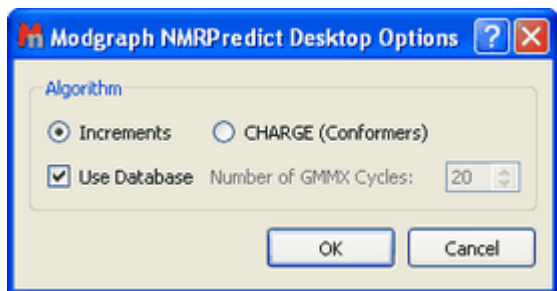 Modgraph NMRPredict Desktop Options
Algorithm
Increments CHARGE (Conformers)
Use Database Number of GMMX Cycles: 20
OK Cancel